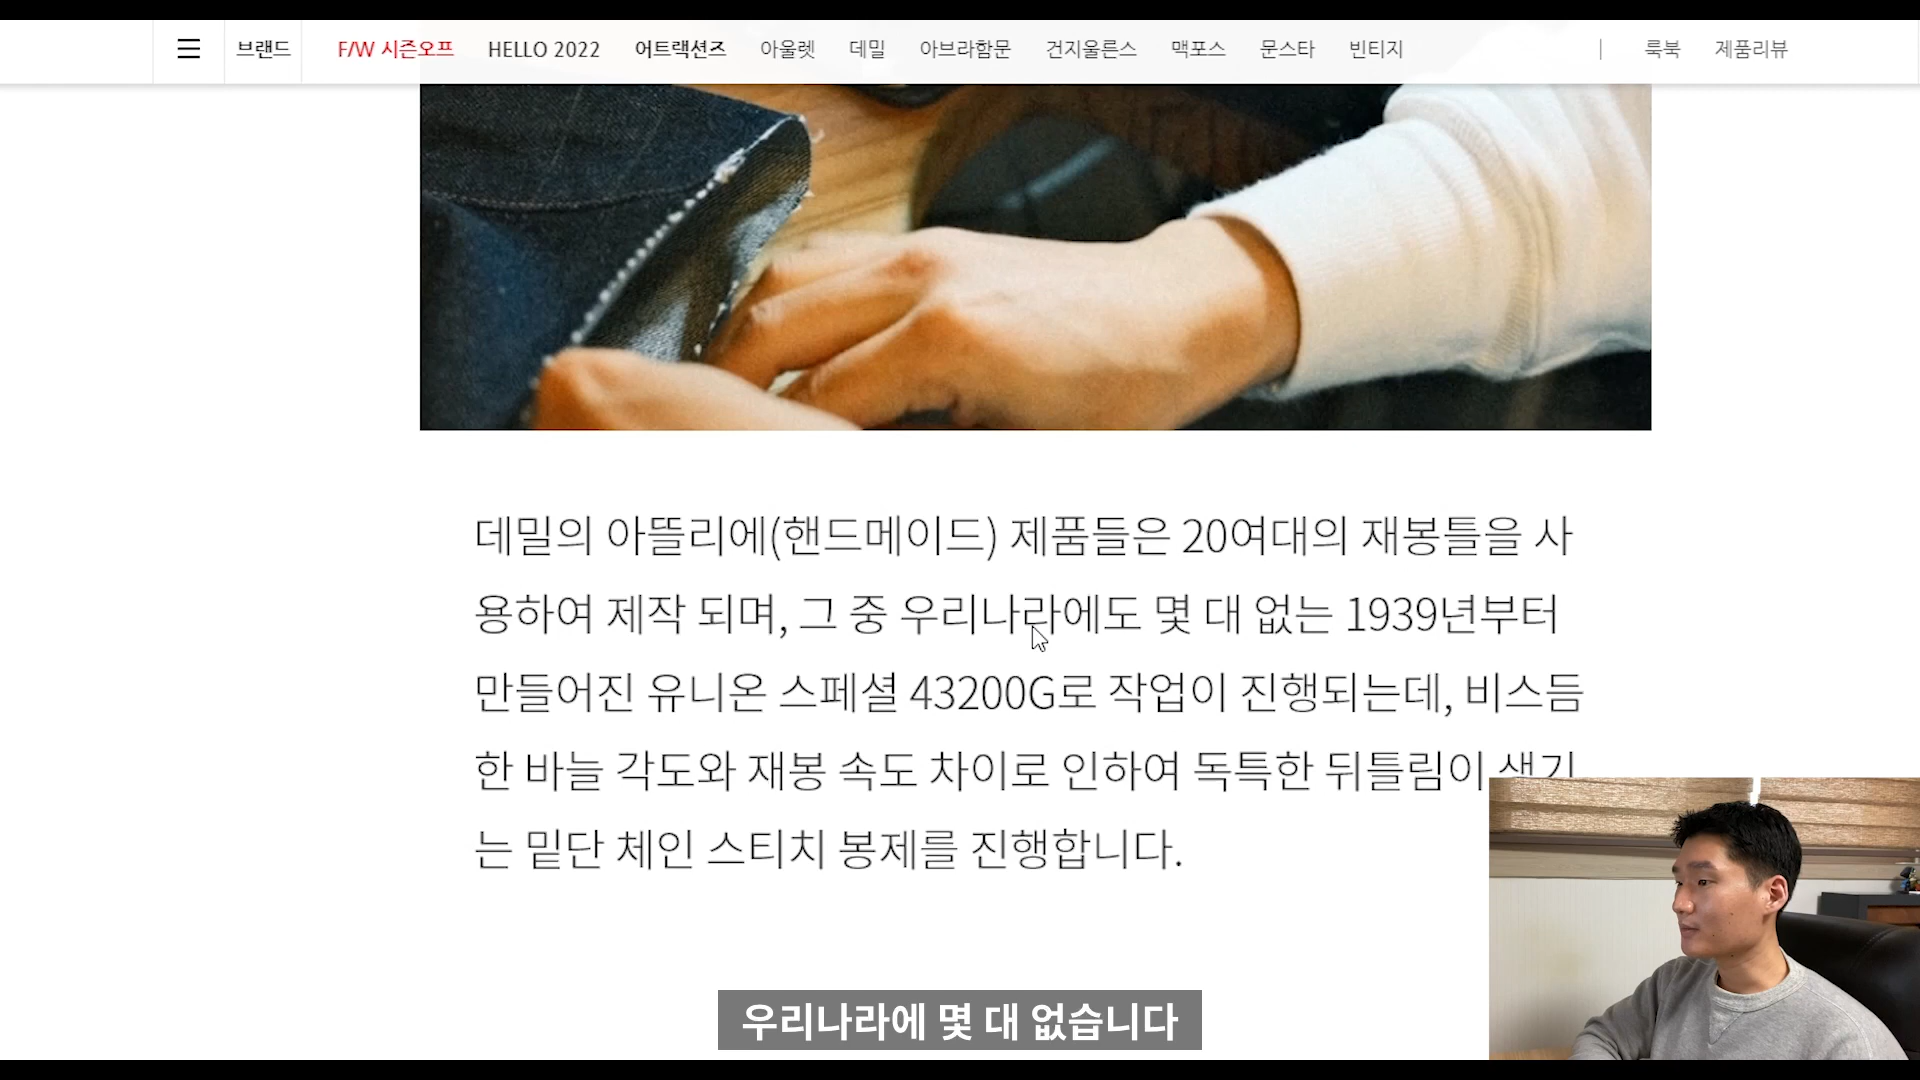 브랜드 F/W 시즌오프 HELLO 2022 어트랙션즈 아울렛 데밀 아브라함문 건지울른스 맥포스 문스타 빈티지 | 룩북 제품리뷰
데밀의 아뜰리에(핸드메이드) 제품들은 20여대의 재봉틀을 사
용하여 제작 되며, 그 중 우리나라에도 몇 대 없는 1939년부터
만들어진 유니온 스페셜 43200G로 작업이 진행되는데, 비스듬
한 바늘 각도와 재봉 속도 차이로 인하여 독특한 뒤틀림이 생기
는 밑단 체인 스티치 봉제를 진행합니다.
우리나라에 몇 대 없습니다